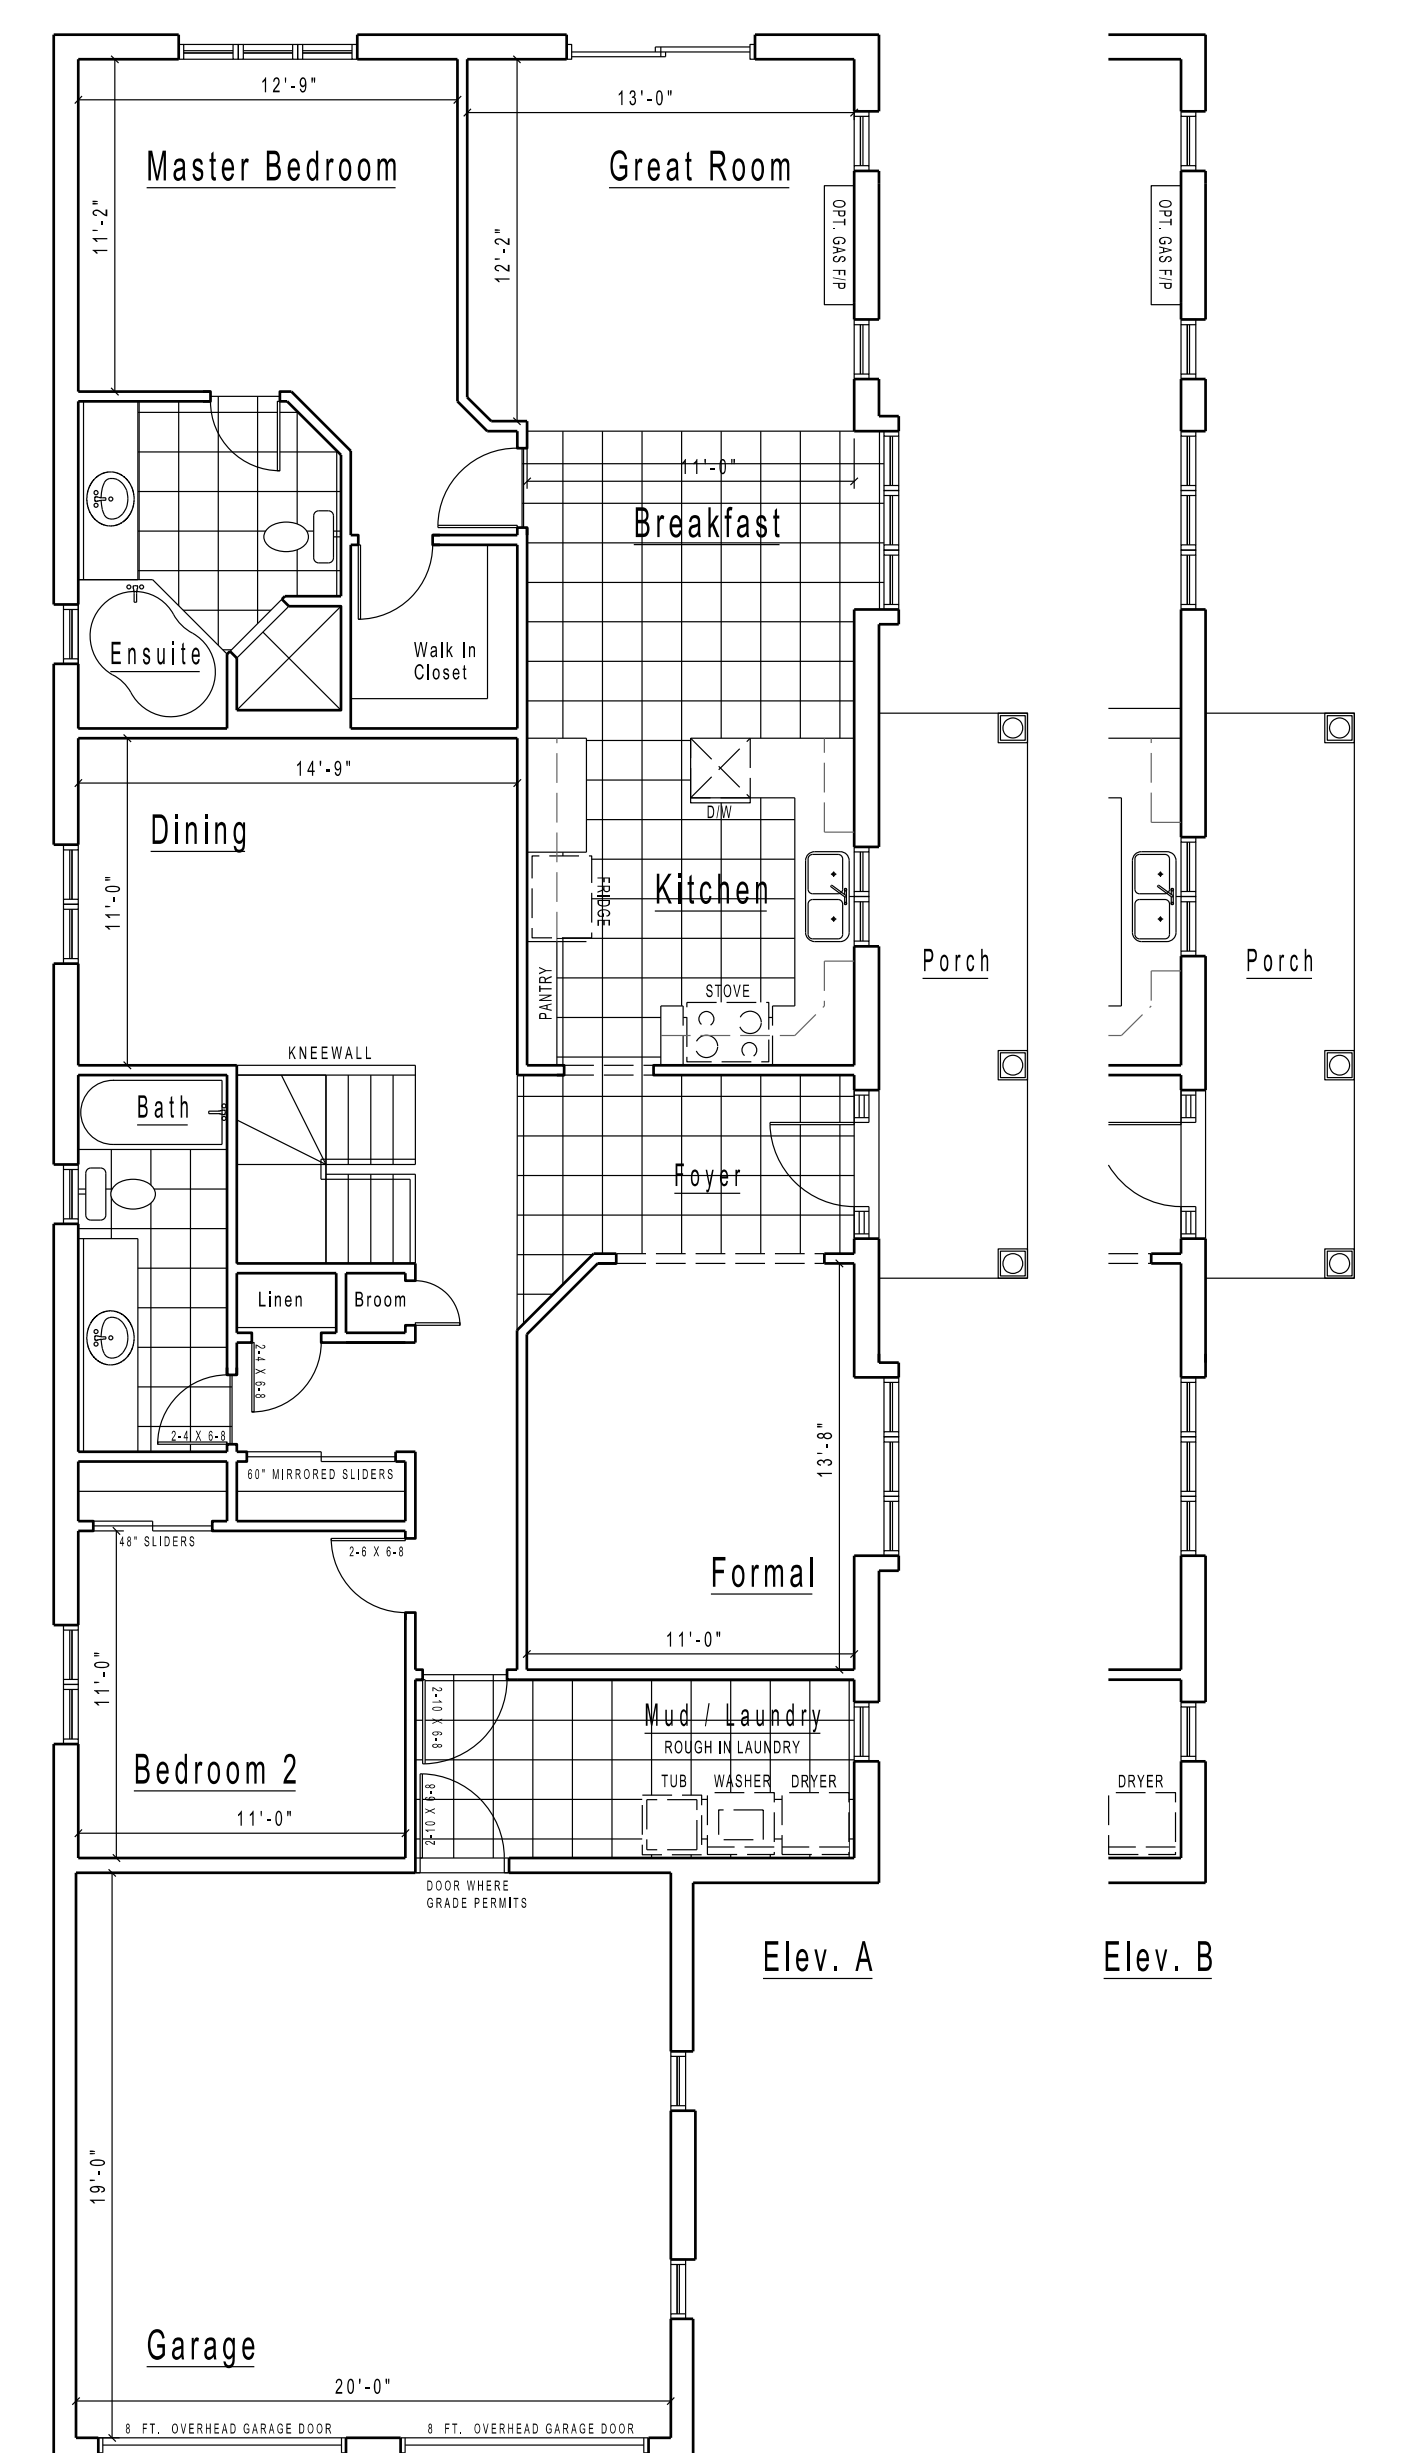 12'-9"
13'-0"
Master Bedroom
Great Room
11'-2"
12'-2"
OPT. GAS F/P
OPT. GAS F/P
11'-0"
Breakfast
Ensuite
Walk In
Closet
14'-9"
Dining
D/W
11'-0"
FRIDGE
Kitchen
Porch
Porch
PANTRY
STOVE
KNEEWALL
Bath
Foyer
Linen
Broom
2-4 X 6-8
2-4 X 6-8
60" MIRRORED SLIDERS
13'-8"
48" SLIDERS
2-6 X 6-8
Formal
11'-0"
11'-0"
2-10 X 6-8
Mud / Laundry
ROUGH IN LAUNDRY
Bedroom 2
TUB
WASHER
DRYER
DRYER
11'-0"
2-10 X 6-8
DOOR WHERE
GRADE PERMITS
Elev. A
Elev. B
19'-0"
Garage
20'-0"
8 FT. OVERHEAD GARAGE DOOR
8 FT. OVERHEAD GARAGE DOOR